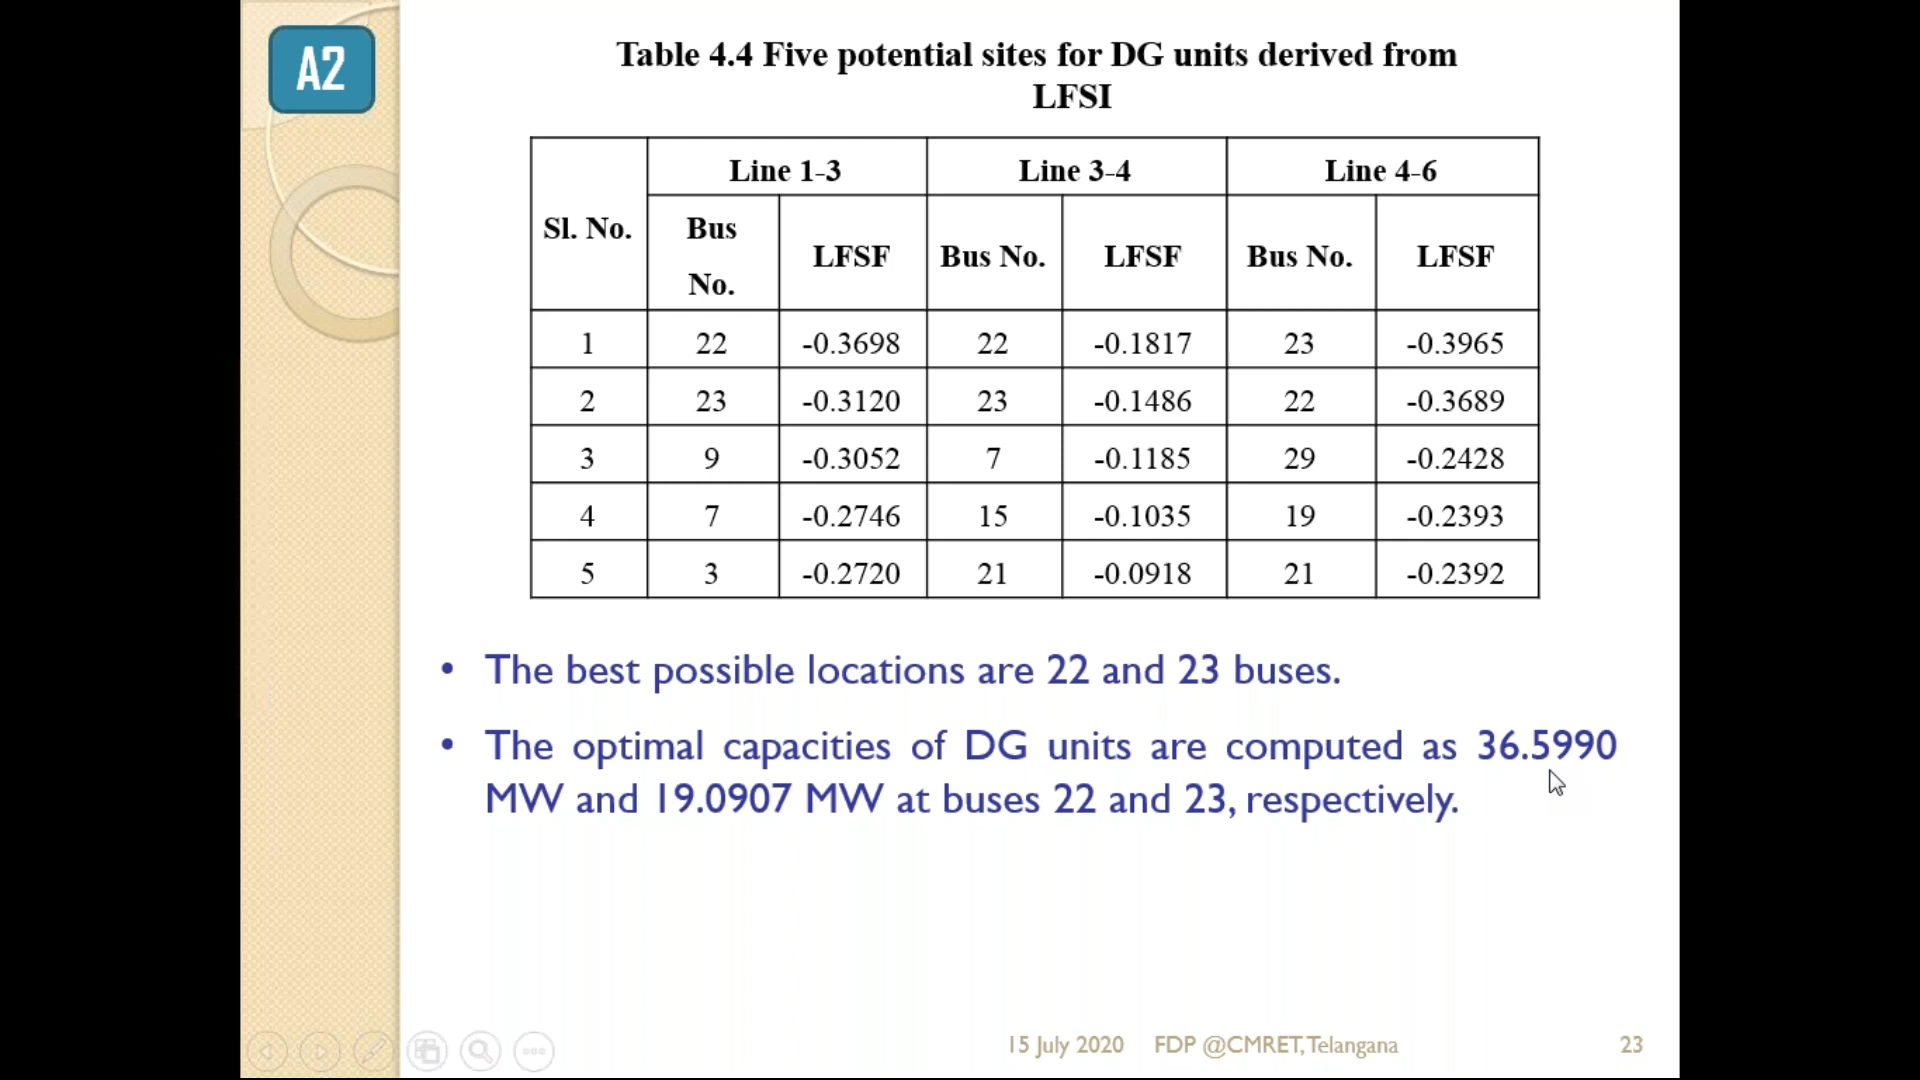 A2
Table 4.4 Five potential sites for DG units derived from
LFSI
Sl. No. Line 1-3 Line 3-4 Line 4-6
Bus No. LFSF Bus No. LFSF Bus No. LFSF
1 22 -0.3698 22 -0.1817 23 -0.3965
2 23 -0.3120 23 -0.1486 22 -0.3689
3 9 -0.3052 7 -0.1185 29 -0.2428
4 7 -0.2746 15 -0.1035 19 -0.2393
5 3 -0.2720 21 -0.0918 21 -0.2392
• The best possible locations are 22 and 23 buses.
• The optimal capacities of DG units are computed as 36.5990
MW and 19.0907 MW at buses 22 and 23, respectively.
15 July 2020 FDP @CMRET, Telangana 23